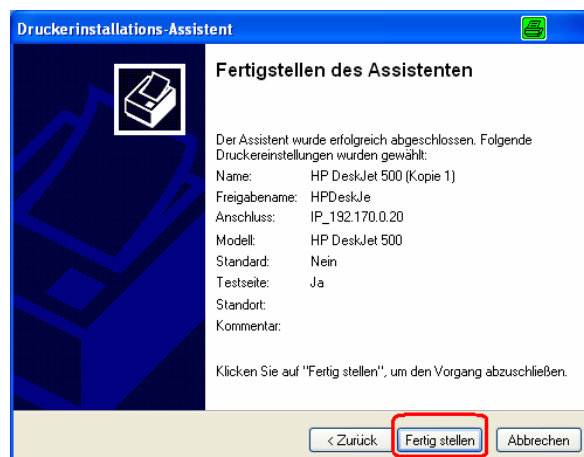 Druckerinstallations-Assistent
Fertigstellen des Assistenten
Der Assistent wurde erfolgreich abgeschlossen. Folgende
Druckereinstellungen wurden gewählt:
Name: HP DeskJet 500 (Kopie 1)
Freigabename: HPDeskJe
Anschluss: IP_192.170.0.20
Modell: HP DeskJet 500
Standard: Nein
Testseite: Ja
Standort:
Kommentar:
Klicken Sie auf "Fertig stellen", um den Vorgang abzuschließen.
< Zurück Fertig stellen Abbrechen